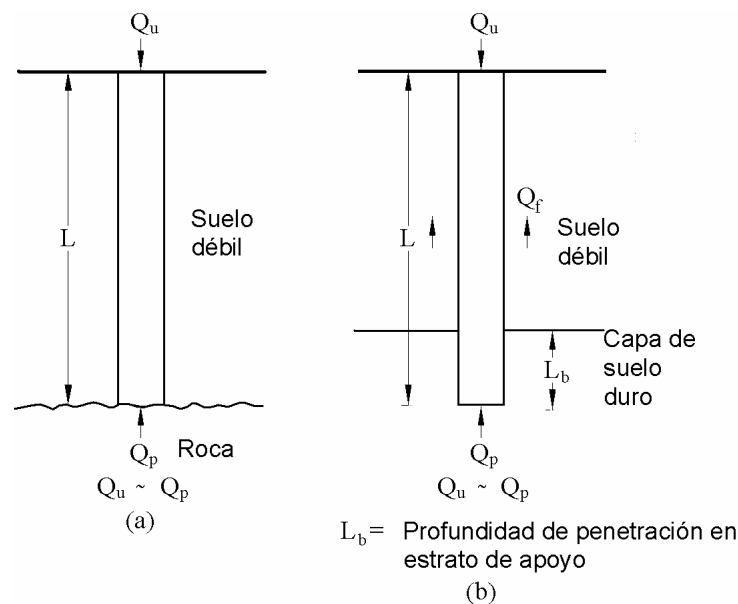 Qu
L
Suelo
débil
Qp
Roca
Qu ~ Qp
(a)
Qu
L
Qf
Suelo
débil
Lb
Capa de
suelo
duro
Qp
Qu ~ Qp
Lb = Profundidad de penetración en
estrato de apoyo
(b)